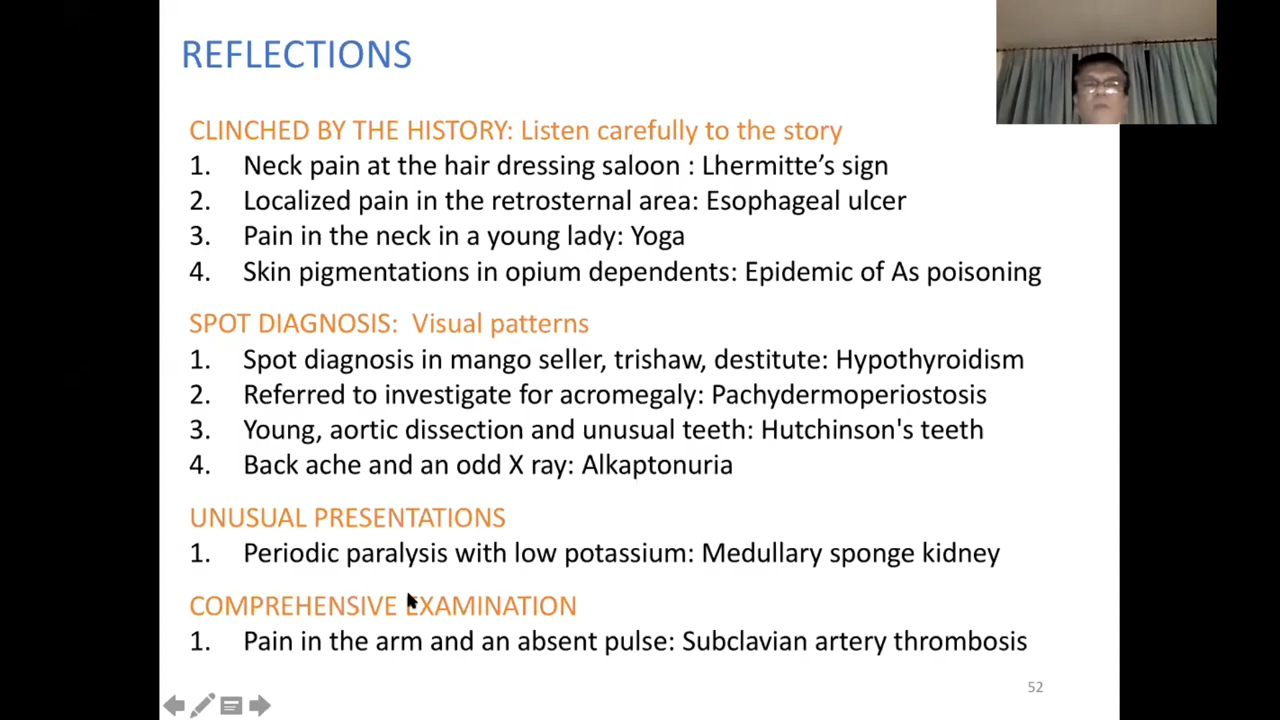 REFLECTIONS
CLINCHED BY THE HISTORY: Listen carefully to the story
1. Neck pain at the hair dressing saloon : Lhermitte’s sign
2. Localized pain in the retrosternal area: Esophageal ulcer
3. Pain in the neck in a young lady: Yoga
4. Skin pigmentations in opium dependents: Epidemic of As poisoning
SPOT DIAGNOSIS: Visual patterns
1. Spot diagnosis in mango seller, trishaw, destitute: Hypothyroidism
2. Referred to investigate for acromegaly: Pachydermoperiostosis
3. Young, aortic dissection and unusual teeth: Hutchinson's teeth
4. Back ache and an odd X ray: Alkaptonuria
UNUSUAL PRESENTATIONS
1. Periodic paralysis with low potassium: Medullary sponge kidney
COMPREHENSIVE EXAMINATION
1. Pain in the arm and an absent pulse: Subclavian artery thrombosis
52